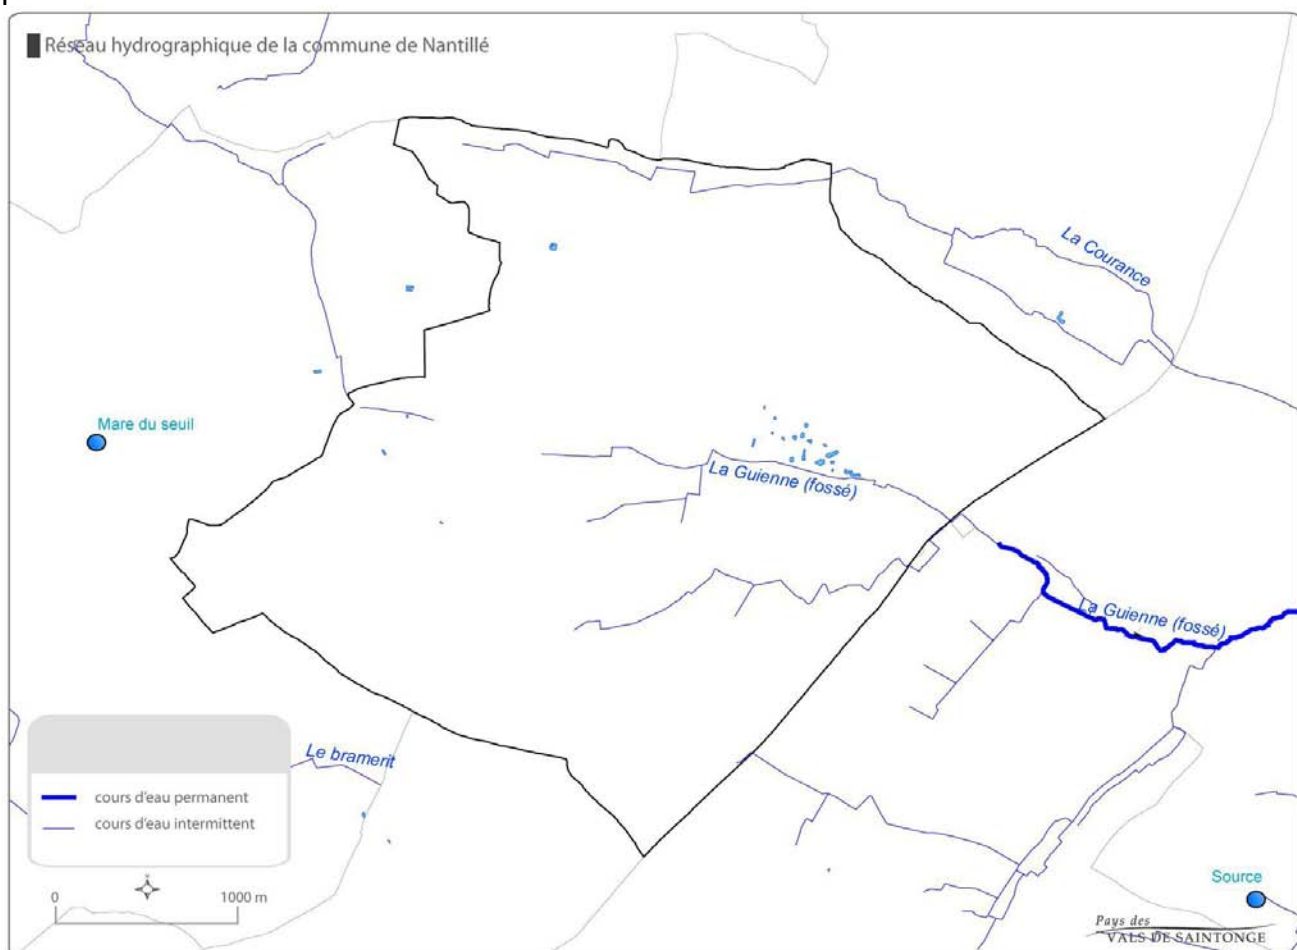 Réseau hydrographique de la commune de Nantillé
La Courance
Mare du seuil
La Guienne (fossé)
La Guienne (fossé)
Le bramerit
cours d'eau permanent
cours d'eau intermittent
0
1000 m
Source
Pays des
VALS DE SAINTONGE